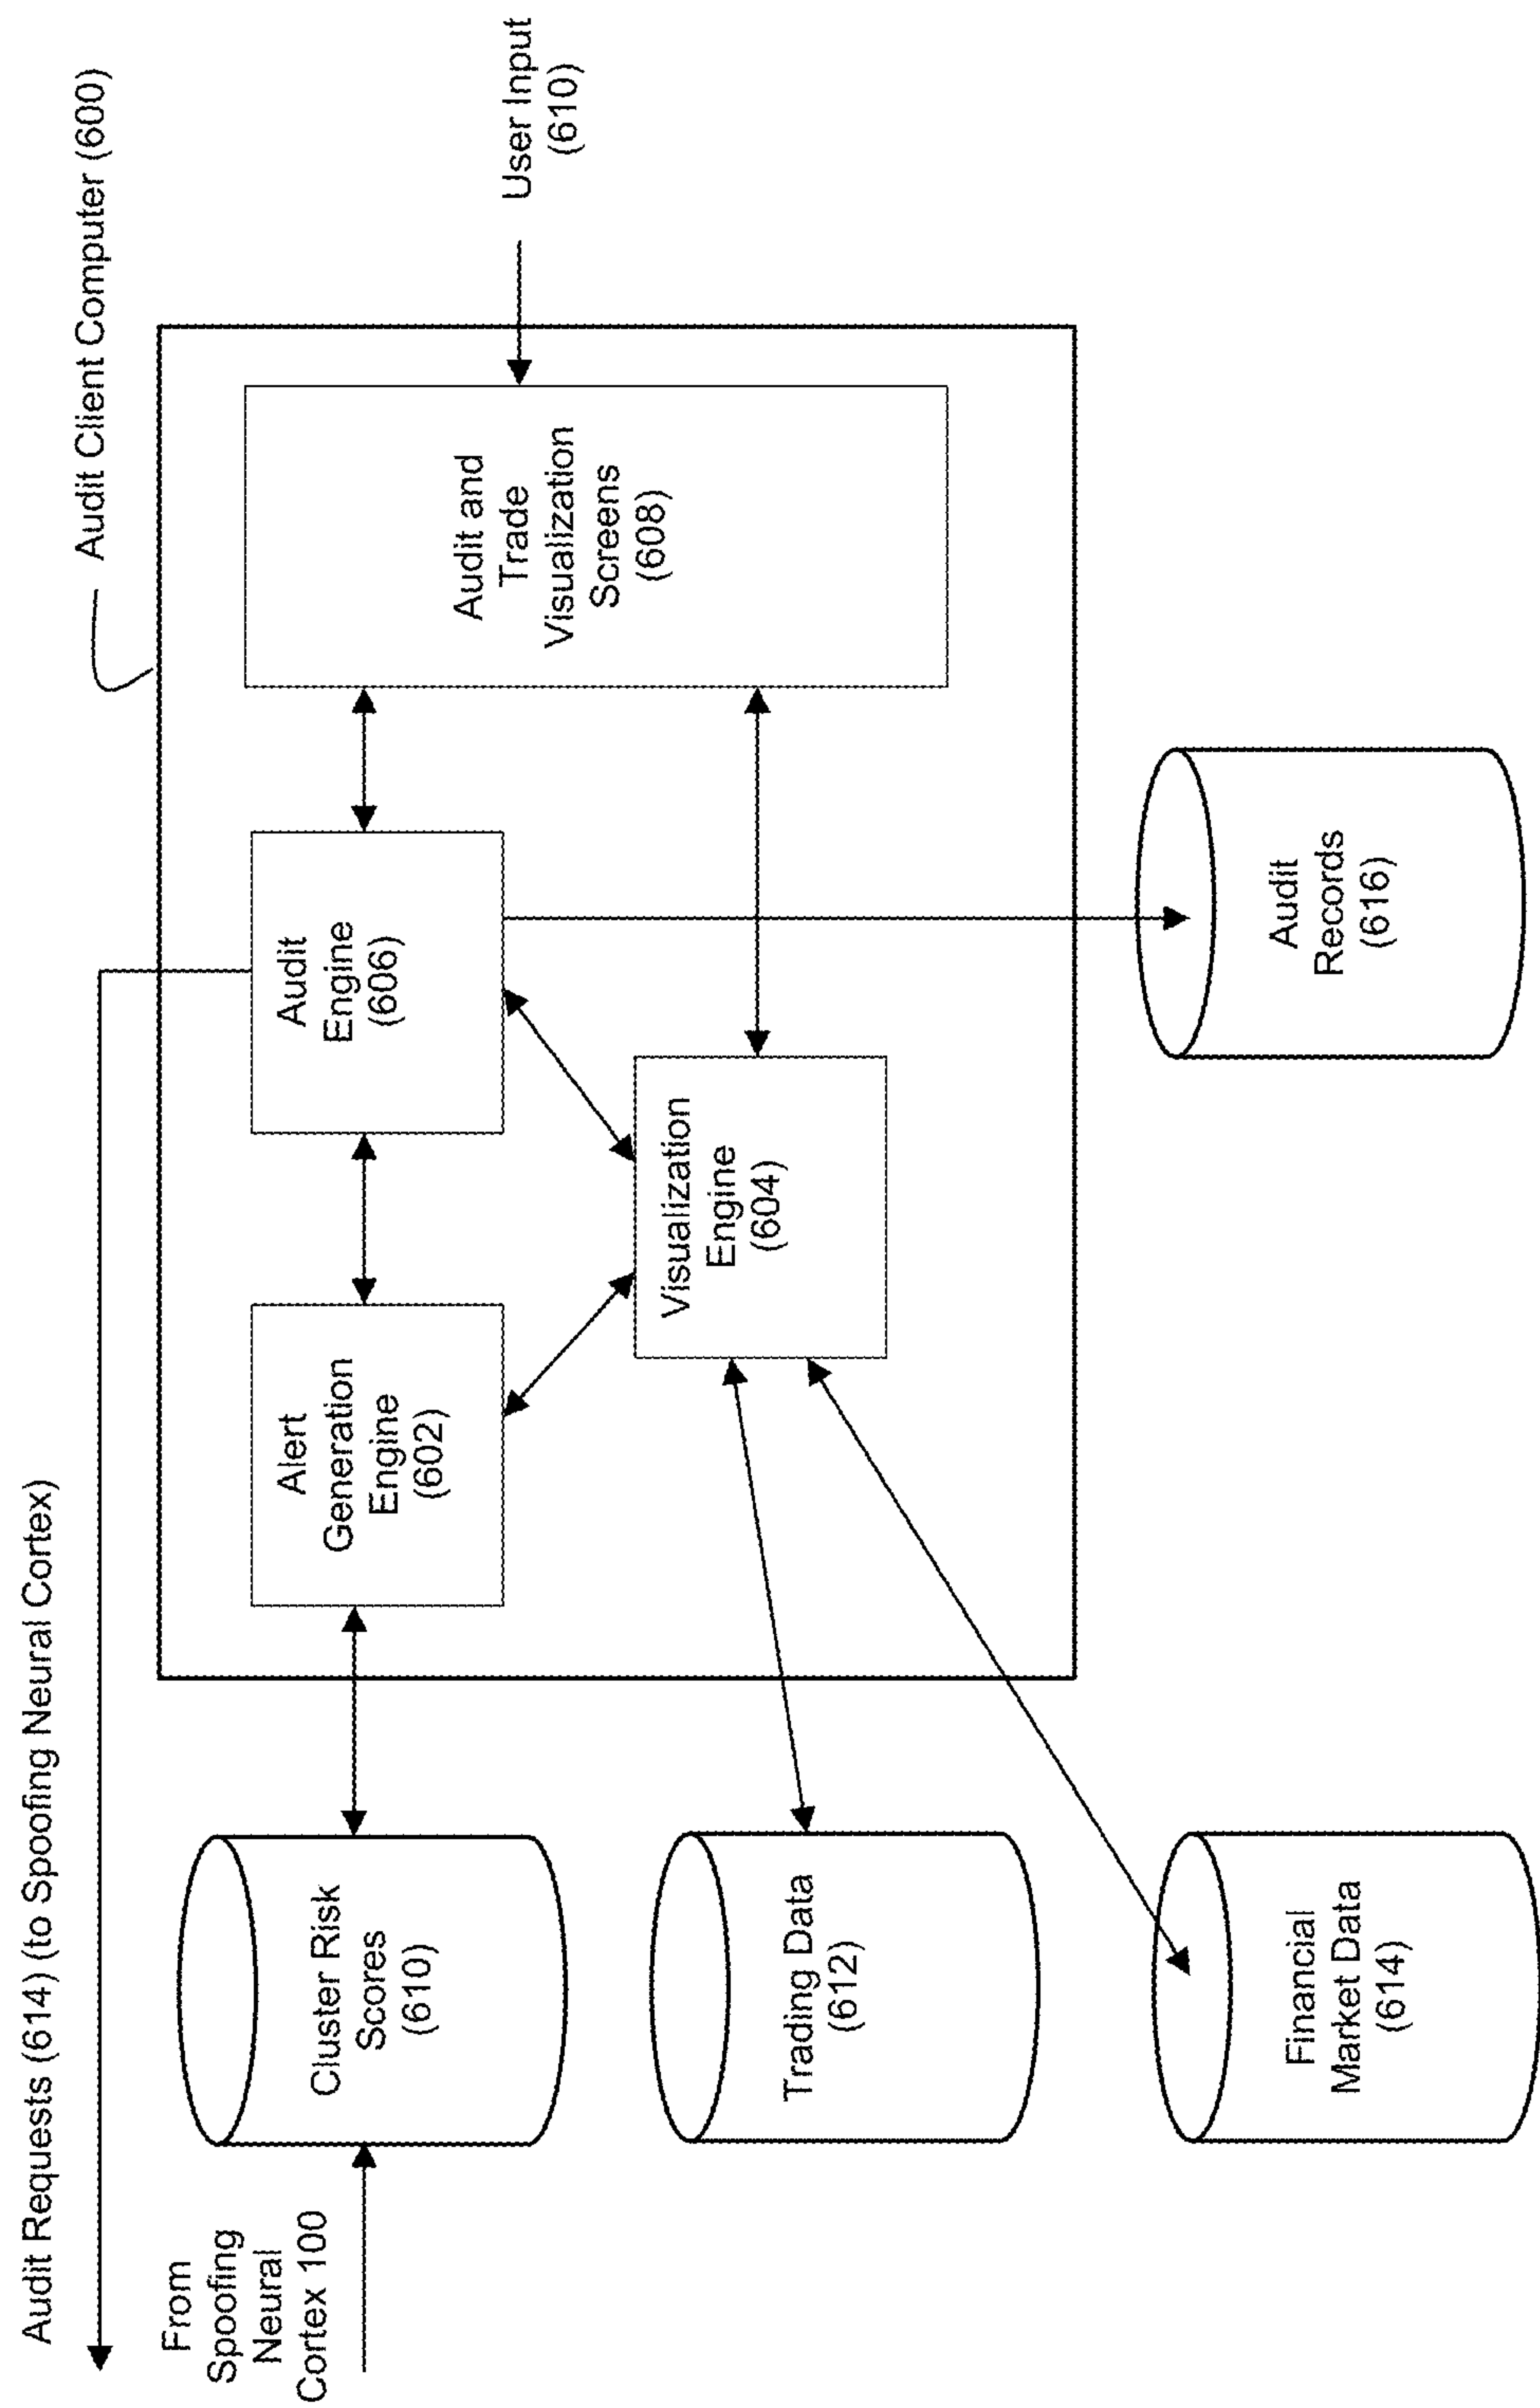 Audit Requests (614) (to Spoofing Neural Cortex)
Audit Client Computer (600)
From
Spoofing
Neural
Cortex 100
Cluster Risk
Scores
(610)
Alert
Generation
Engine
(602)
Audit
Engine
(606)
Audit and
Trade
Visualization
Screens
(608)
User Input
(610)
Visualization
Engine
(604)
Trading Data
(612)
Financial
Market Data
(614)
Audit
Records
(616)